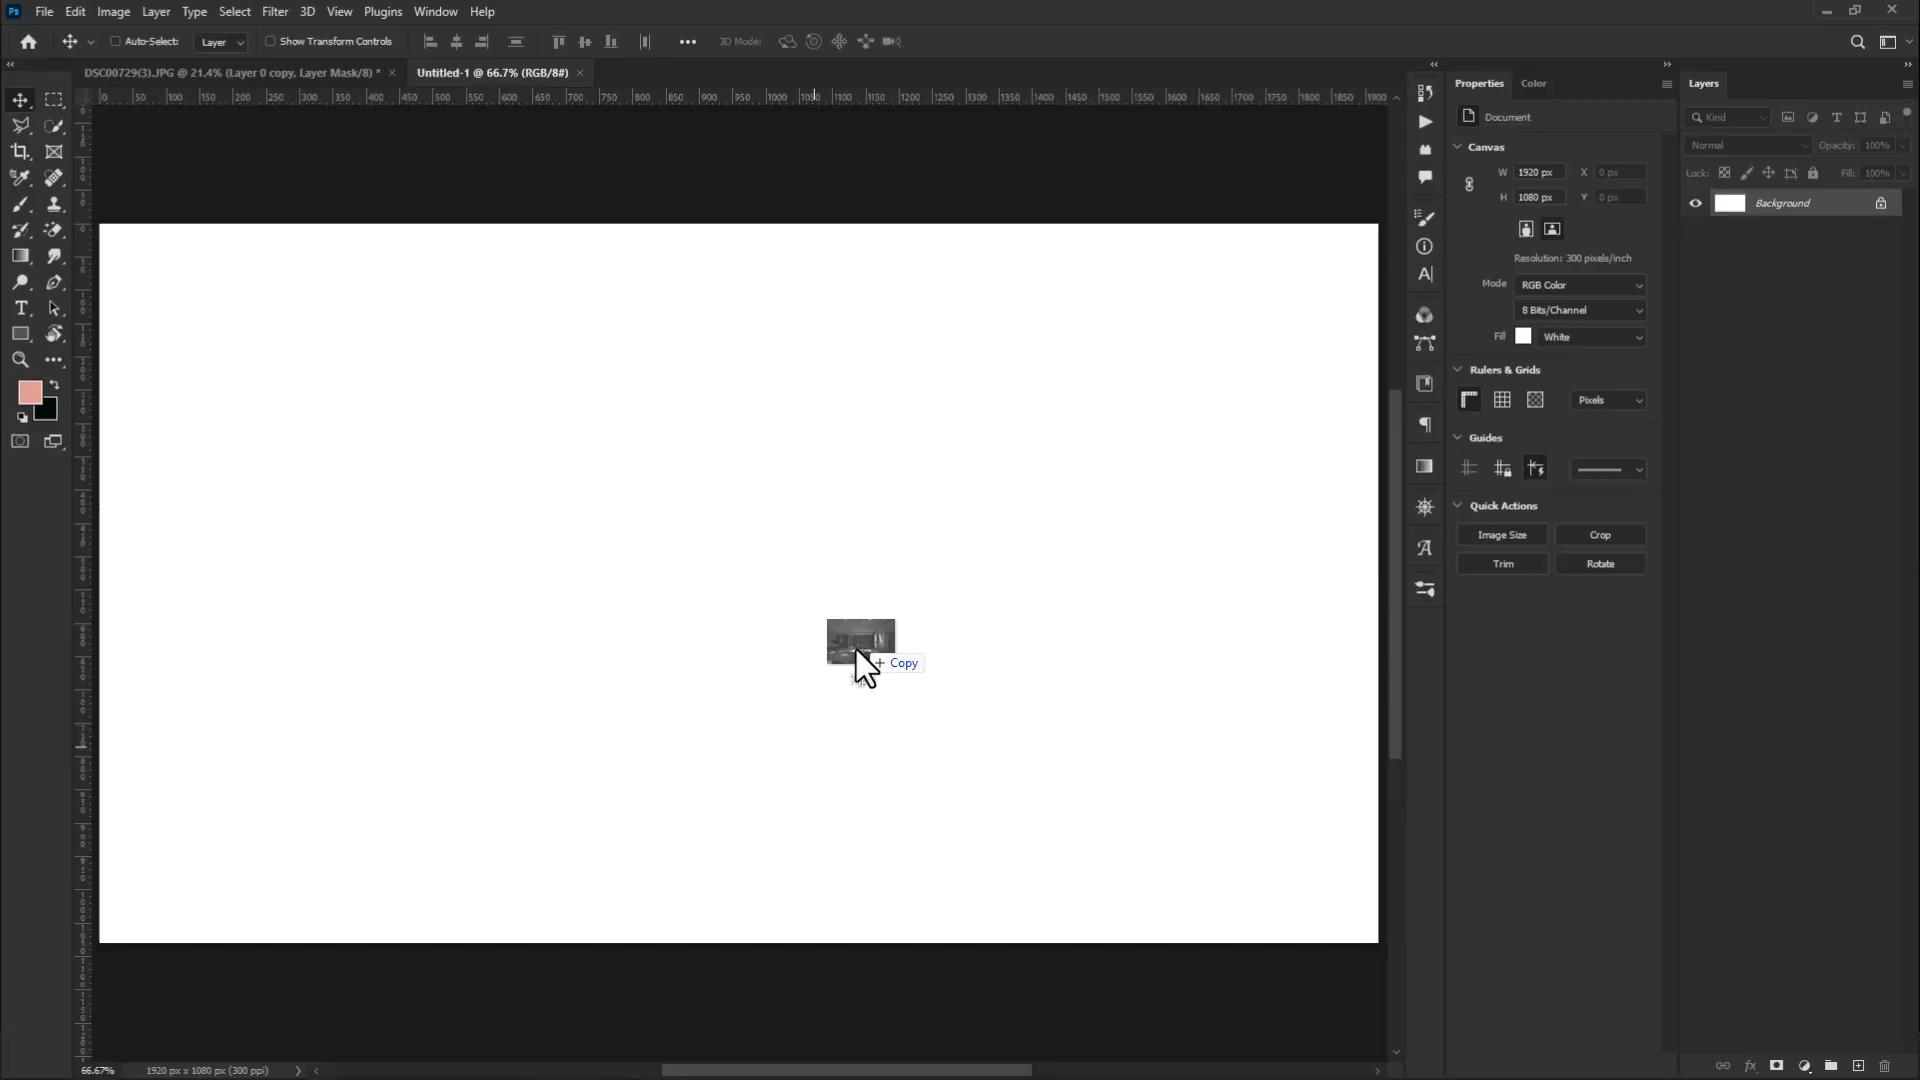 Ps File Edit Image Layer Type Select Filter 3D View Plugins Window Help
Auto-Select: Layer Show Transform Controls 3D Mode:
DSC00729(3).JPG @ 21.4% (Layer 0 copy, Layer Mask/8) * Untitled-1 @ 66.7% (RGB/8#)
0 50 100 150 200 250 300 350 400 450 500 550 600 650 700 750 800 850 900 950 1000 1050 1100 1150 1200 1250 1300 1350 1400 1450 1500 1550 1600 1650 1700 1750 1800 1850 1900
Properties Color
Document
Canvas
W 1920 px X 0 px
H 1080 px Y 0 px
Resolution: 300 pixels/inch
Mode RGB Color
8 Bits/Channel
Fill White
Rulers & Grids
Pixels
Guides
Quick Actions
Image Size Crop
Trim Rotate
Layers
Kind
Normal Opacity: 100%
Lock: Fill: 100%
Background
+ Copy
66.67% 1920 px x 1080 px (300 ppi)